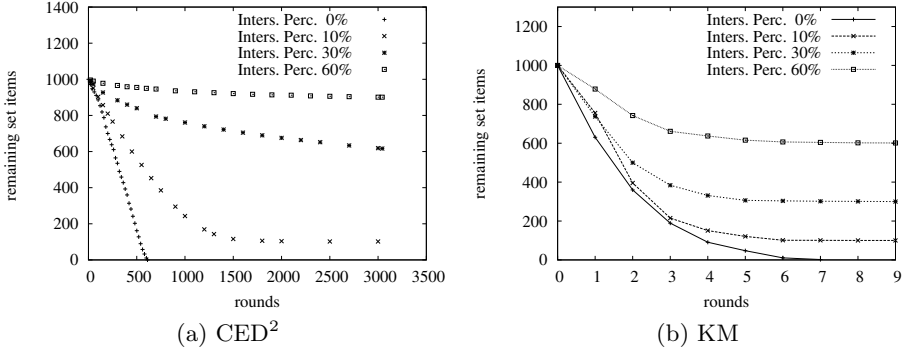 1400
1200
1000
800
600
400
200
0
remaining set items
0 500 1000 1500 2000 2500 3000 3500
rounds
Inters. Perc. 0%
Inters. Perc. 10%
Inters. Perc. 30%
Inters. Perc. 60%
(a) CED²
1200
1000
800
600
400
200
0
remaining set items
0 1 2 3 4 5 6 7 8 9
rounds
Inters. Perc. 0%
Inters. Perc. 10%
Inters. Perc. 30%
Inters. Perc. 60%
(b) KM